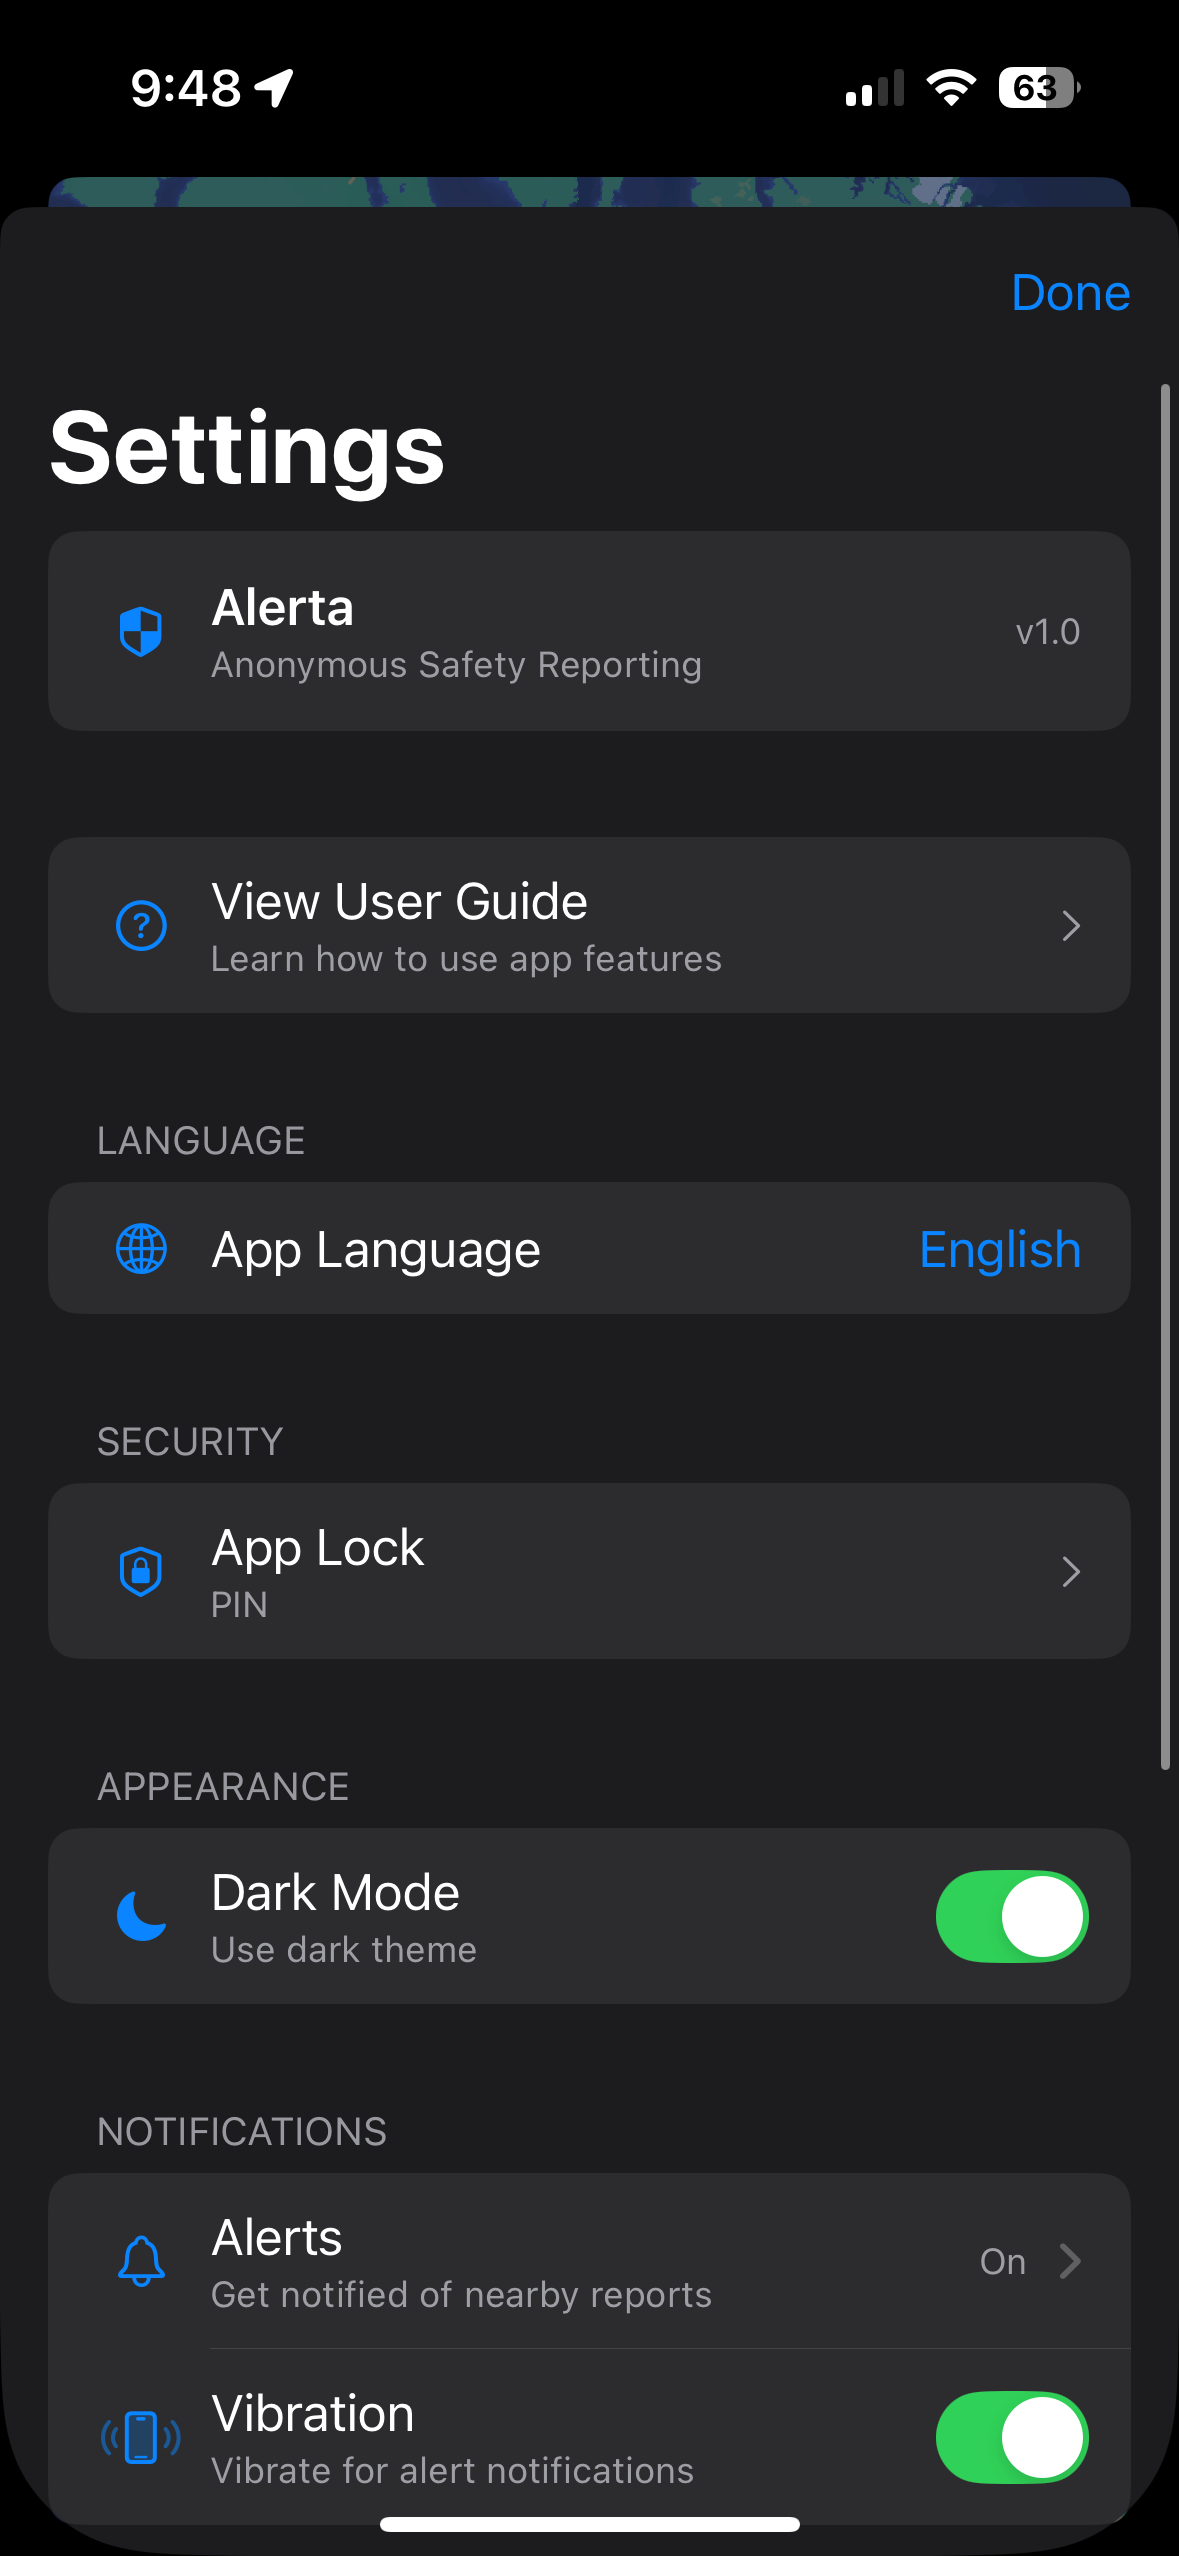 9:48
63
Done
Settings
Alerta
Anonymous Safety Reporting
v1.0
View User Guide
Learn how to use app features
LANGUAGE
App Language
English
SECURITY
App Lock
PIN
APPEARANCE
Dark Mode
Use dark theme
NOTIFICATIONS
Alerts
Get notified of nearby reports
On
Vibration
Vibrate for alert notifications